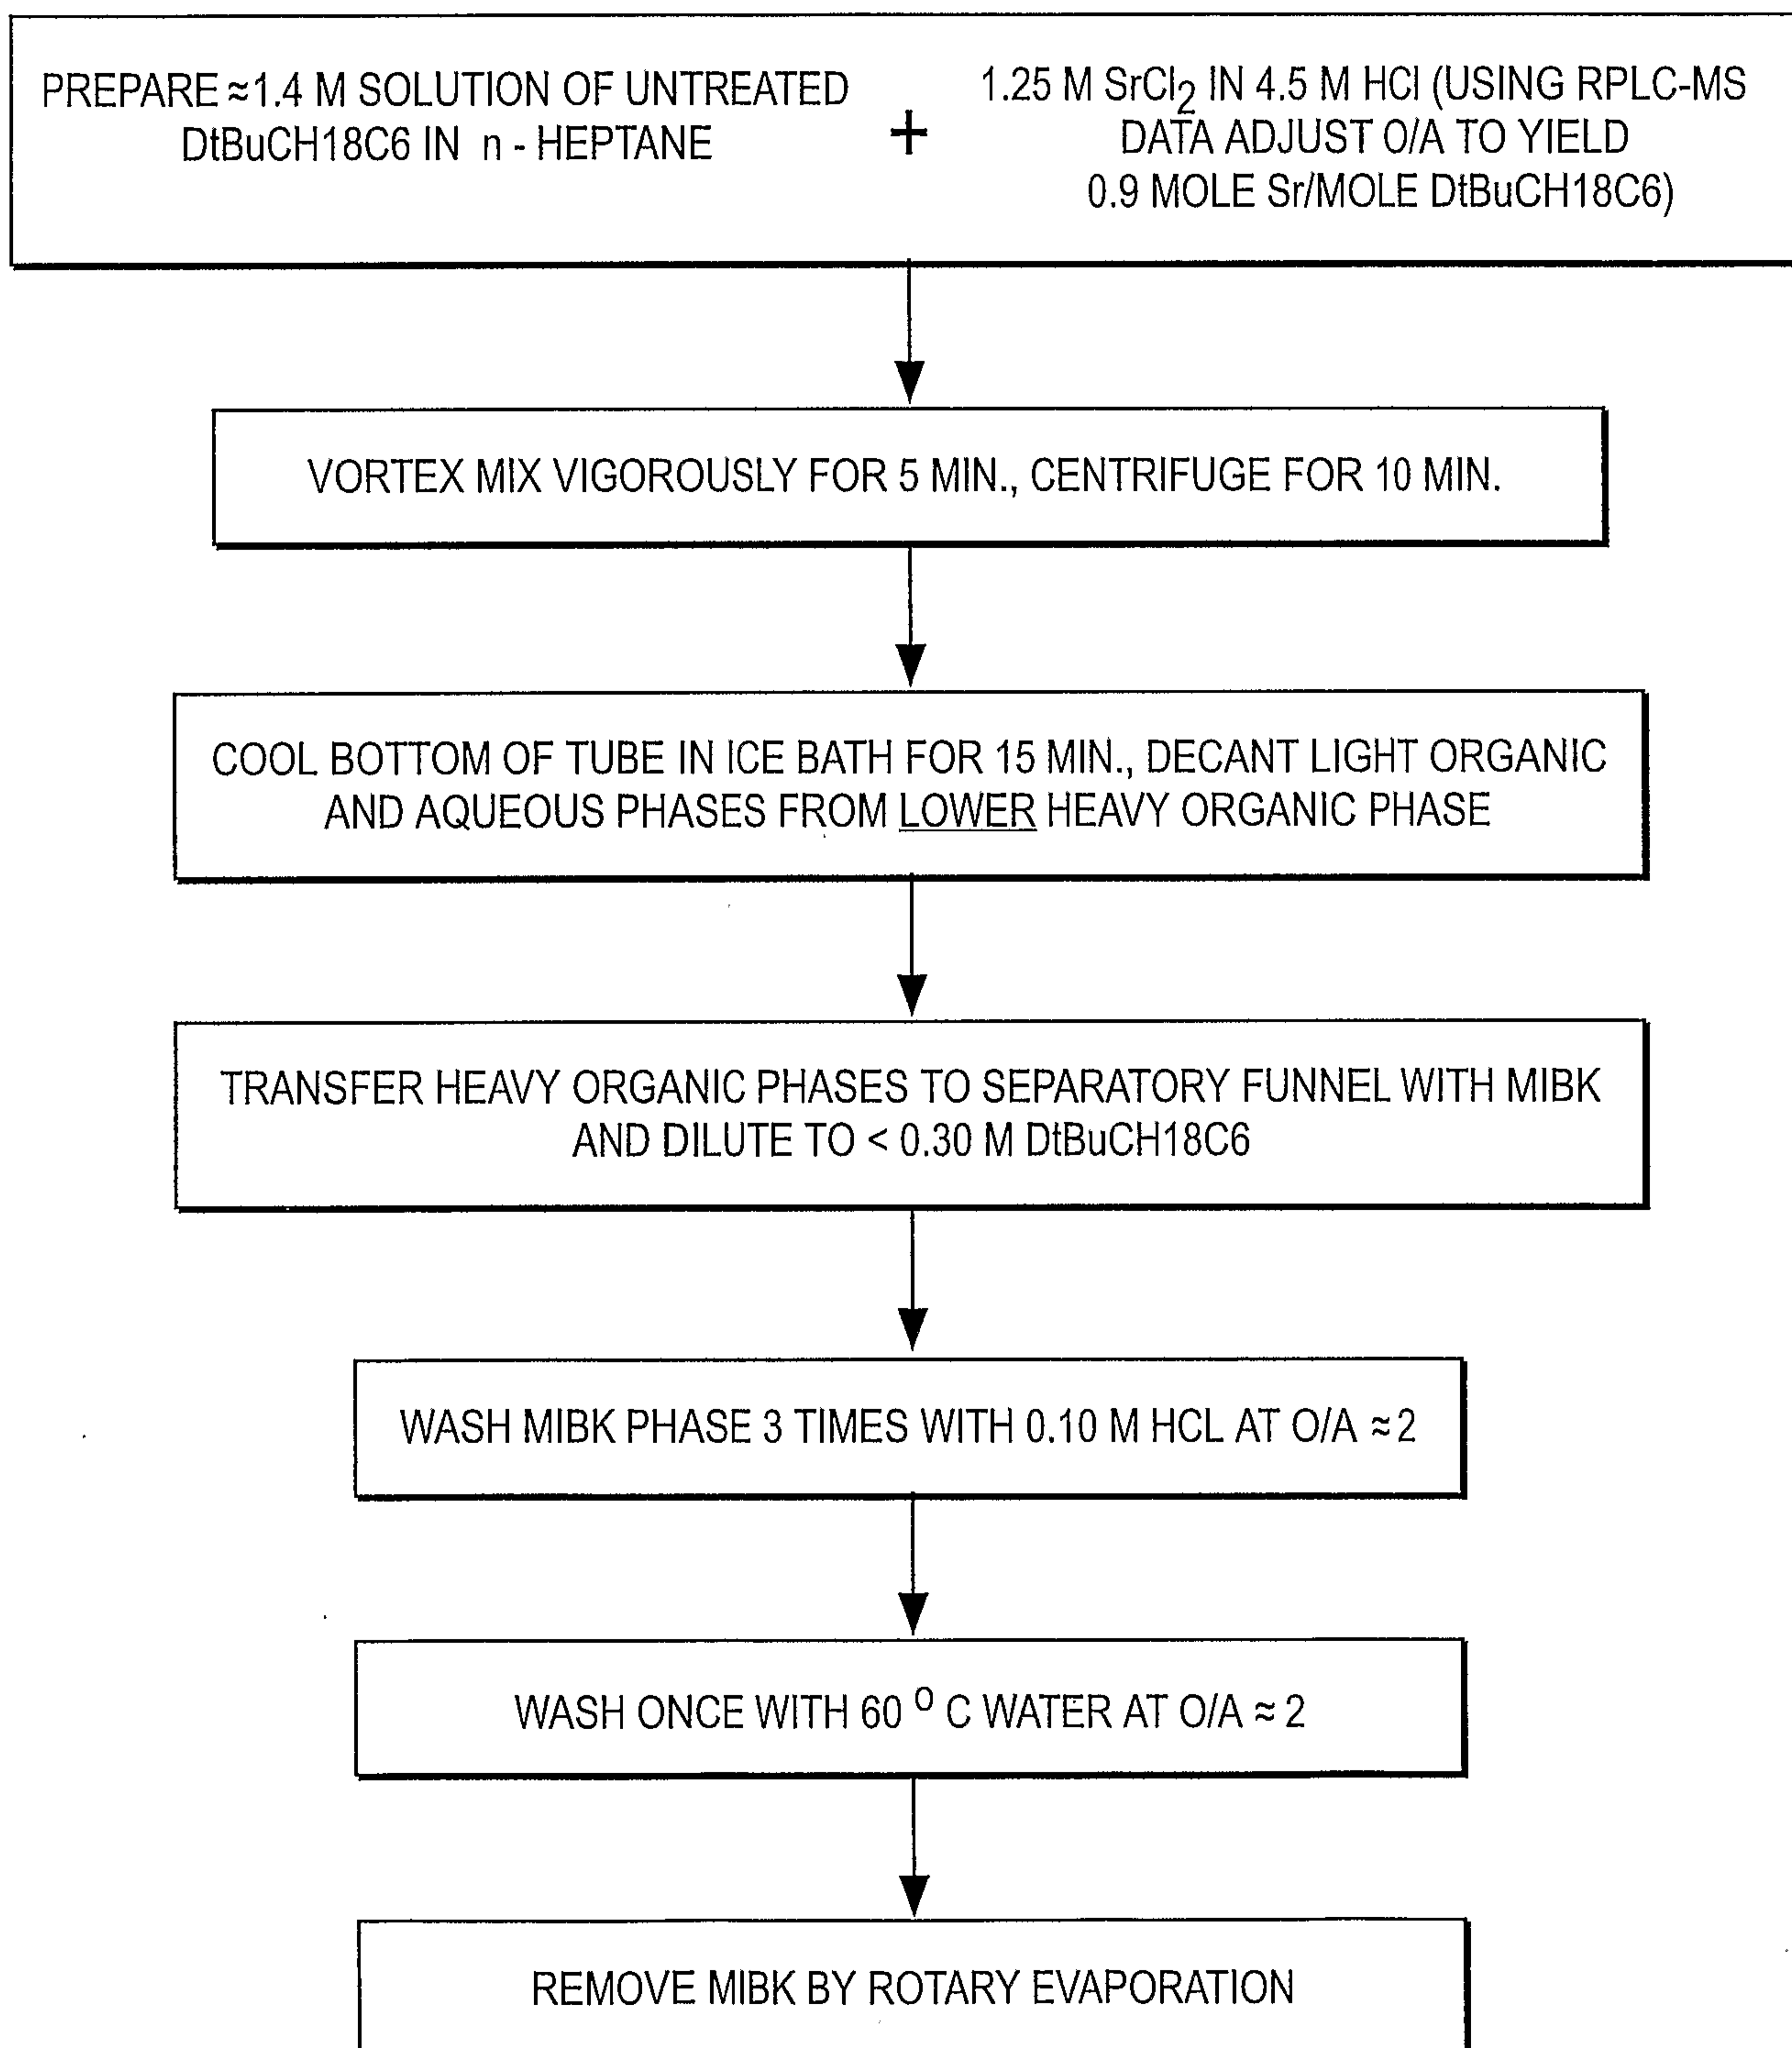 PREPARE ≈1.4 M SOLUTION OF UNTREATED
DtBuCH18C6 IN n - HEPTANE
+
1.25 M SrCl2 IN 4.5 M HCl (USING RPLC-MS
DATA ADJUST O/A TO YIELD
0.9 MOLE Sr/MOLE DtBuCH18C6)
VORTEX MIX VIGOROUSLY FOR 5 MIN., CENTRIFUGE FOR 10 MIN.
COOL BOTTOM OF TUBE IN ICE BATH FOR 15 MIN., DECANT LIGHT ORGANIC
AND AQUEOUS PHASES FROM LOWER HEAVY ORGANIC PHASE
TRANSFER HEAVY ORGANIC PHASES TO SEPARATORY FUNNEL WITH MIBK
AND DILUTE TO < 0.30 M DtBuCH18C6
WASH MIBK PHASE 3 TIMES WITH 0.10 M HCL AT O/A ≈2
WASH ONCE WITH 60 º C WATER AT O/A ≈ 2
REMOVE MIBK BY ROTARY EVAPORATION